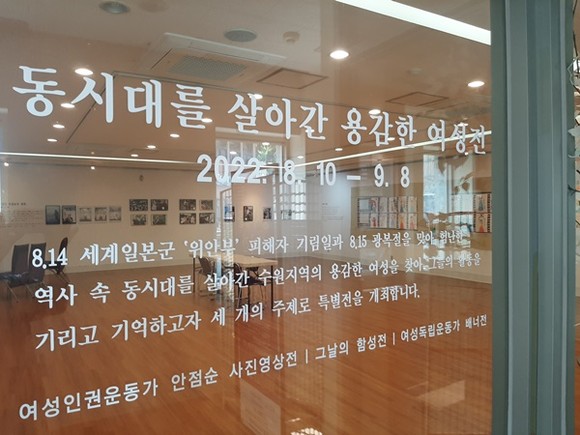 동시대를 살아간 용감한 여성전
2022. 8. 10 – 9. 8
8.14 세계일본군 '위안부' 피해자 기림일과 8.15 광복절을 맞아 험난한
역사 속 동시대를 살아간 수원지역의 용감한 여성을 찾아 그들의 활동을
기리고 기억하고자 세 개의 주제로 특별전을 개최합니다.
여성인권운동가 안점순 사진영상전 | 그날의 함성전 | 여성독립운동가 배너전